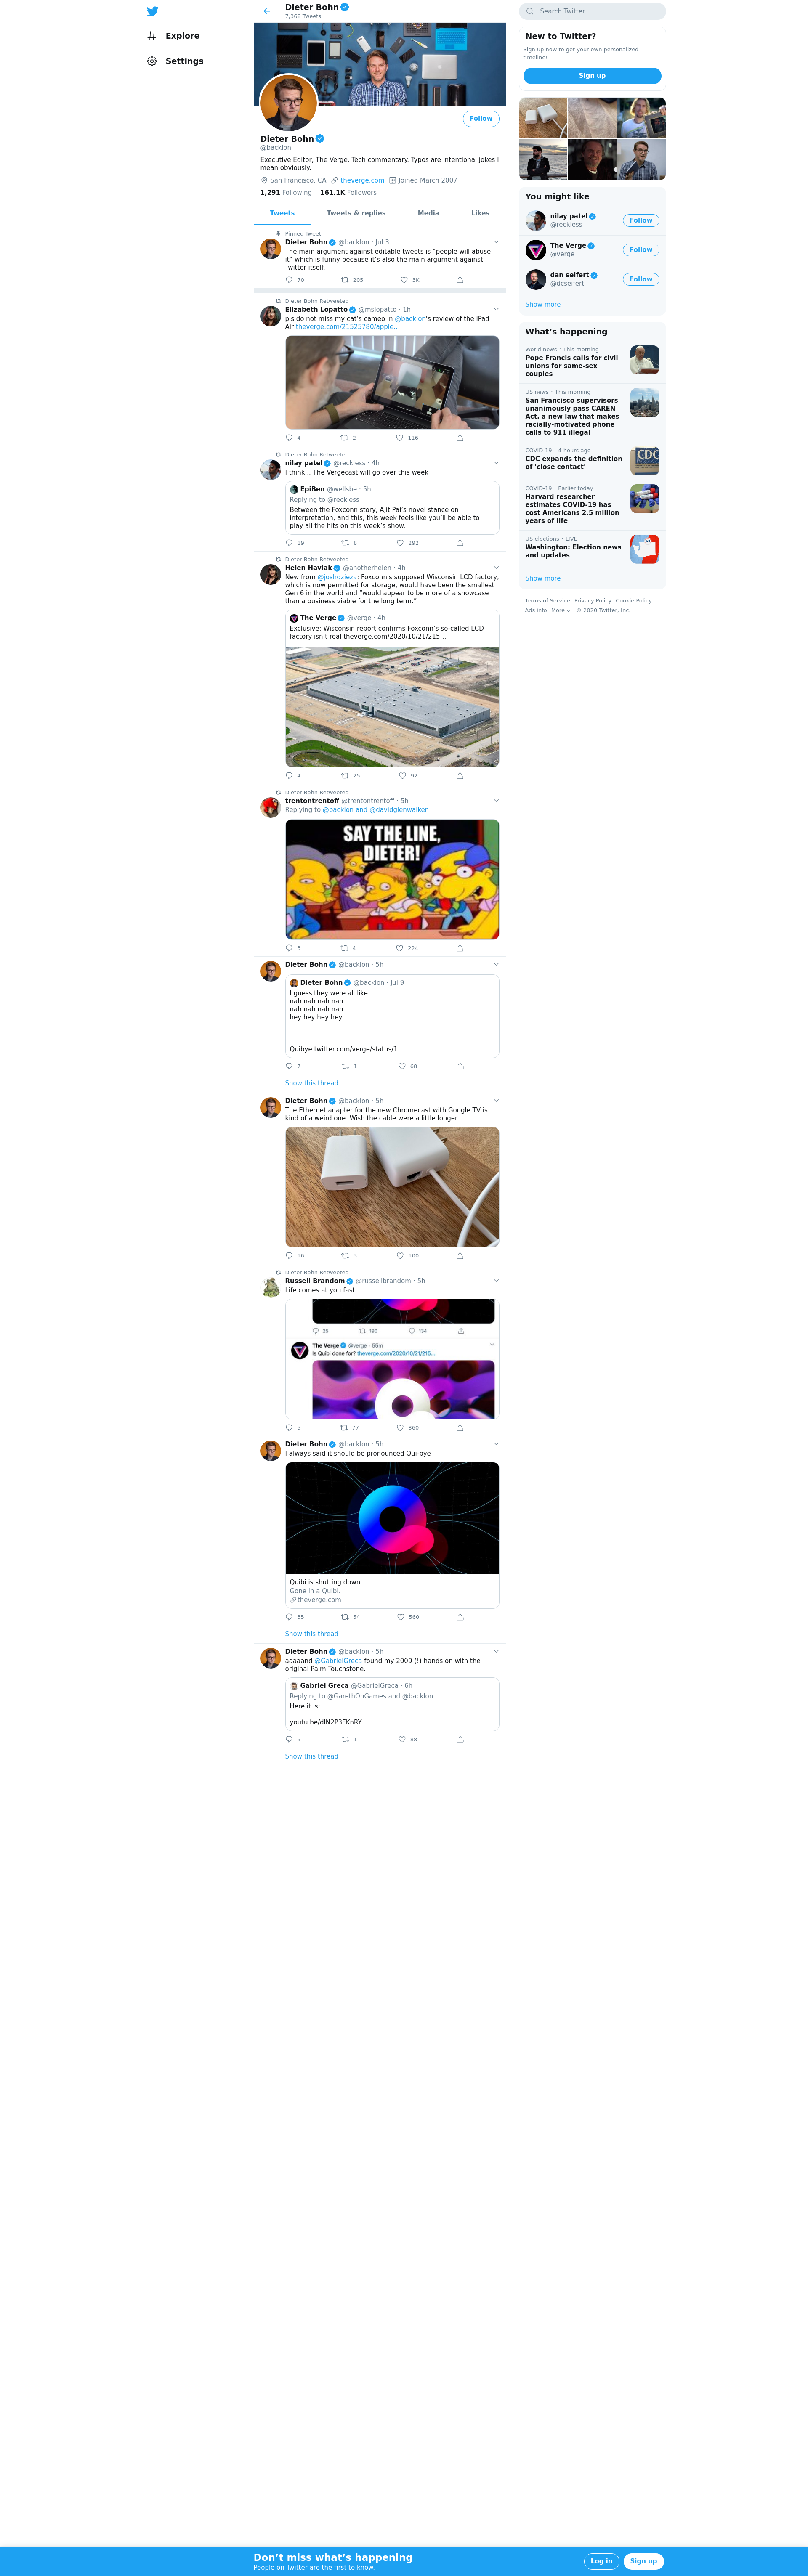 Explore
Settings
Dieter Bohn
7,368 Tweets
Follow
Dieter Bohn
@backlon
Executive Editor, The Verge. Tech commentary. Typos are intentional jokes I
mean obviously.
San Francisco, CA theverge.com Joined March 2007
1,291 Following 161.1K Followers
Tweets Tweets & replies Media Likes
Pinned Tweet
Dieter Bohn @backlon · Jul 3
The main argument against editable tweets is “people will abuse
it” which is funny because it’s also the main argument against
Twitter itself.
70 205 3K
Dieter Bohn Retweeted
Elizabeth Lopatto @mslopatto · 1h
pls do not miss my cat’s cameo in @backlon's review of the iPad
Air theverge.com/21525780/apple…
4 2 116
Dieter Bohn Retweeted
nilay patel @reckless · 4h
I think... The Vergecast will go over this week
EpiBen @wellsbe · 5h
Replying to @reckless
Between the Foxconn story, Ajit Pai’s novel stance on
interpretation, and this, this week feels like you’ll be able to
play all the hits on this week’s show.
19 8 292
Dieter Bohn Retweeted
Helen Havlak @anotherhelen · 4h
New from @joshdzieza: Foxconn's supposed Wisconsin LCD factory,
which is now permitted for storage, would have been the smallest
Gen 6 in the world and “would appear to be more of a showcase
than a business viable for the long term.”
The Verge @verge · 4h
Exclusive: Wisconsin report confirms Foxconn’s so-called LCD
factory isn’t real theverge.com/2020/10/21/215…
4 25 92
Dieter Bohn Retweeted
trentontrentoff @trentontrentoff · 5h
Replying to @backlon and @davidglenwalker
SAY THE LINE,
DIETER!
3 4 224
Dieter Bohn @backlon · 5h
Dieter Bohn @backlon · Jul 9
I guess they were all like
nah nah nah nah
nah nah nah nah
hey hey hey hey
…
Quibye twitter.com/verge/status/1…
7 1 68
Show this thread
Dieter Bohn @backlon · 5h
The Ethernet adapter for the new Chromecast with Google TV is
kind of a weird one. Wish the cable were a little longer.
16 3 100
Dieter Bohn Retweeted
Russell Brandom @russellbrandom · 5h
Life comes at you fast
25 190 134
The Verge @verge · 55m
Is Quibi done for? theverge.com/2020/10/21/216…
5 77 860
Dieter Bohn @backlon · 5h
I always said it should be pronounced Qui-bye
Quibi is shutting down
Gone in a Quibi.
theverge.com
35 54 560
Show this thread
Dieter Bohn @backlon · 5h
aaaaand @GabrielGreca found my 2009 (!) hands on with the
original Palm Touchstone.
Gabriel Greca @GabrielGreca · 6h
Replying to @GarethOnGames and @backlon
Here it is:
youtu.be/dIN2P3FKnRY
5 1 88
Show this thread
Search Twitter
New to Twitter?
Sign up now to get your own personalized
timeline!
Sign up
You might like
nilay patel
@reckless
Follow
The Verge
@verge
Follow
dan seifert
@dcseifert
Follow
Show more
What’s happening
World news · This morning
Pope Francis calls for civil
unions for same-sex
couples
US news · This morning
San Francisco supervisors
unanimously pass CAREN
Act, a new law that makes
racially-motivated phone
calls to 911 illegal
COVID-19 · 4 hours ago
CDC expands the definition
of 'close contact'
CDC
COVID-19 · Earlier today
Harvard researcher
estimates COVID-19 has
cost Americans 2.5 million
years of life
US elections · LIVE
Washington: Election news
and updates
Show more
Terms of Service Privacy Policy Cookie Policy
Ads info More © 2020 Twitter, Inc.
Don’t miss what’s happening
People on Twitter are the first to know.
Log in
Sign up